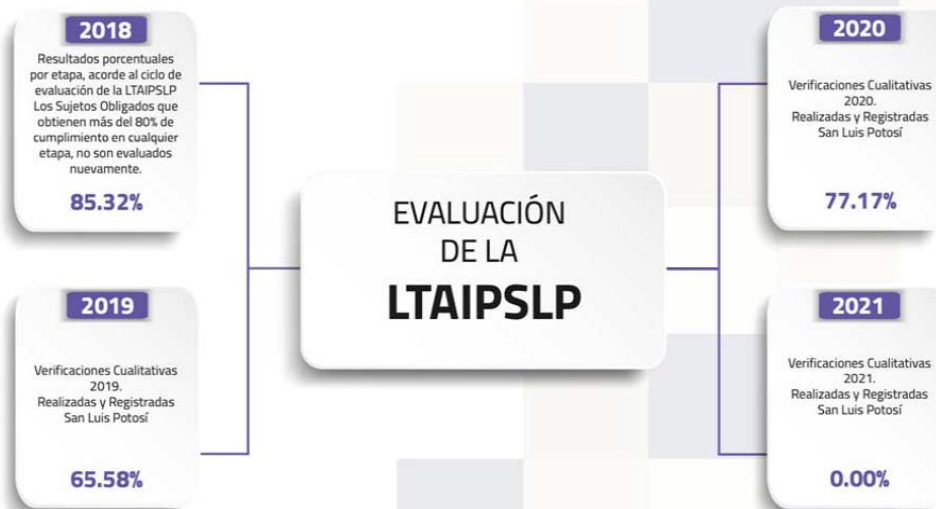 2018
Resultados porcentuales
por etapa, acorde al ciclo de
evaluación de la LTAIPSLP
Los Sujetos Obligados que
obtienen más del 80% de
cumplimiento en cualquier
etapa, no son evaluados
nuevamente.
85.32%
2019
Verificaciones Cualitativas
2019.
Realizadas y Registradas
San Luis Potosí
65.58%
EVALUACIÓN
DE LA
LTAIPSLP
2020
Verificaciones Cualitativas
2020.
Realizadas y Registradas
San Luis Potosí
77.17%
2021
Verificaciones Cualitativas
2021.
Realizadas y Registradas
San Luis Potosí
0.00%